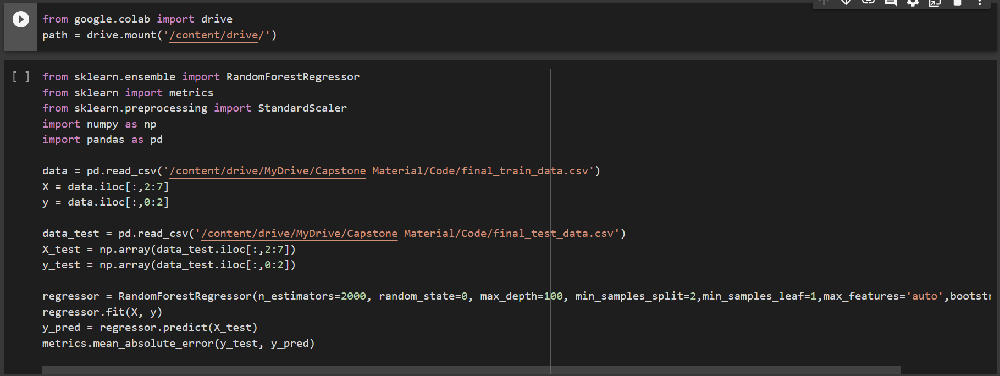 from google.colab import drive
path = drive.mount('/content/drive/')
[ ]
from sklearn.ensemble import RandomForestRegressor
from sklearn import metrics
from sklearn.preprocessing import StandardScaler
import numpy as np
import pandas as pd
data = pd.read_csv('/content/drive/MyDrive/Capstone Material/Code/final_train_data.csv')
X = data.iloc[:,2:7]
y = data.iloc[:,0:2]
data_test = pd.read_csv('/content/drive/MyDrive/Capstone Material/Code/final_test_data.csv')
X_test = np.array(data_test.iloc[:,2:7])
y_test = np.array(data_test.iloc[:,0:2])
regressor = RandomForestRegressor(n_estimators=2000, random_state=0, max_depth=100, min_samples_split=2,min_samples_leaf=1,max_features='auto',bootstr
regressor.fit(X, y)
y_pred = regressor.predict(X_test)
metrics.mean_absolute_error(y_test, y_pred)